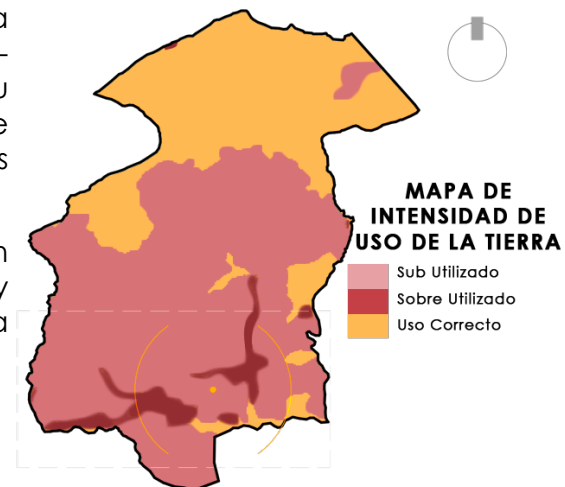 a
–
u
e
s
n
y
a
MAPA DE
INTENSIDAD DE
USO DE LA TIERRA
Sub Utilizado
Sobre Utilizado
Uso Correcto